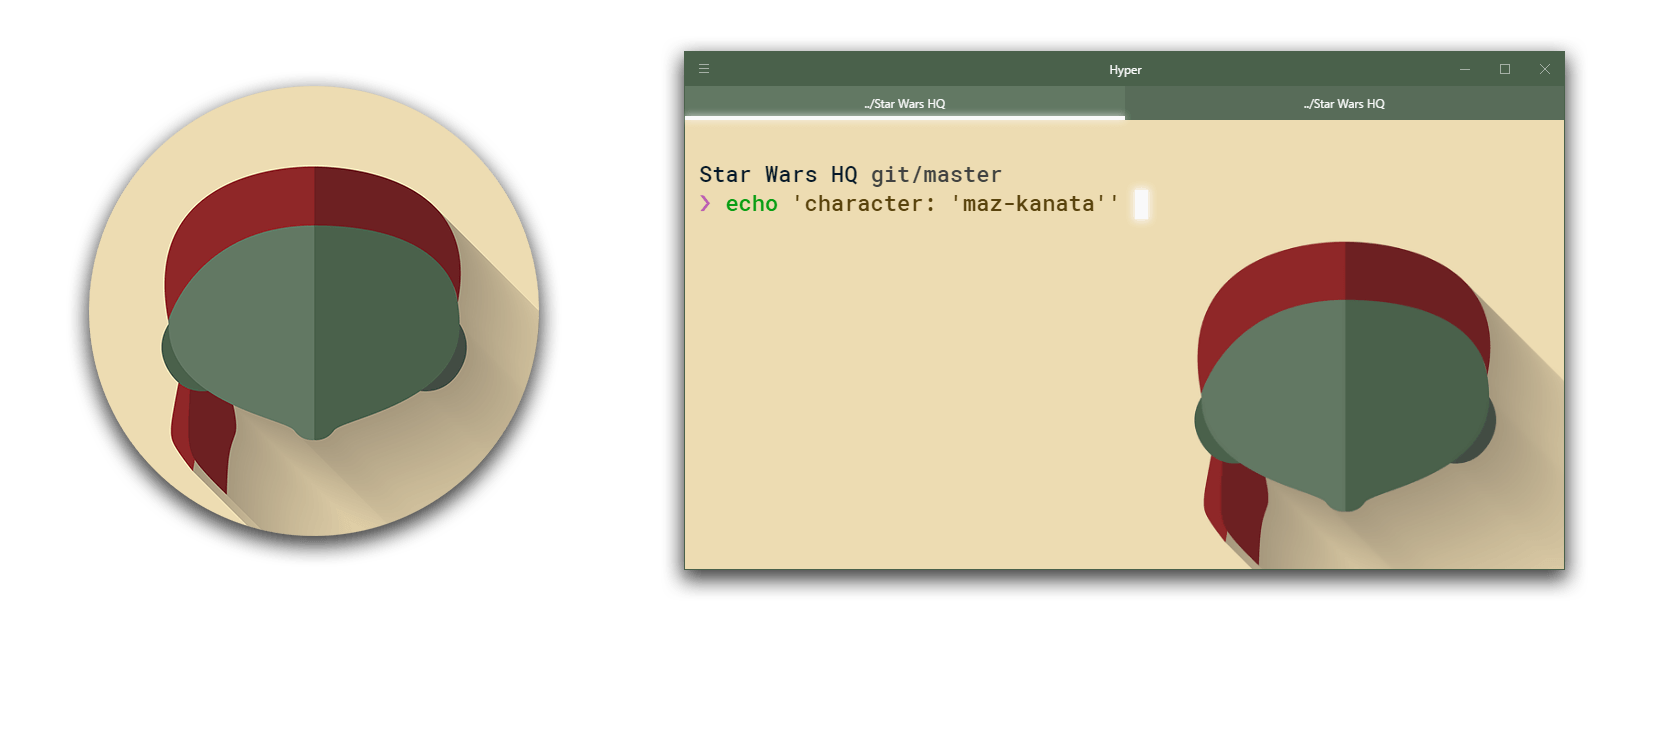 Hyper
../Star Wars HQ
../Star Wars HQ
Star Wars HQ git/master
❯ echo 'character: 'maz-kanata''